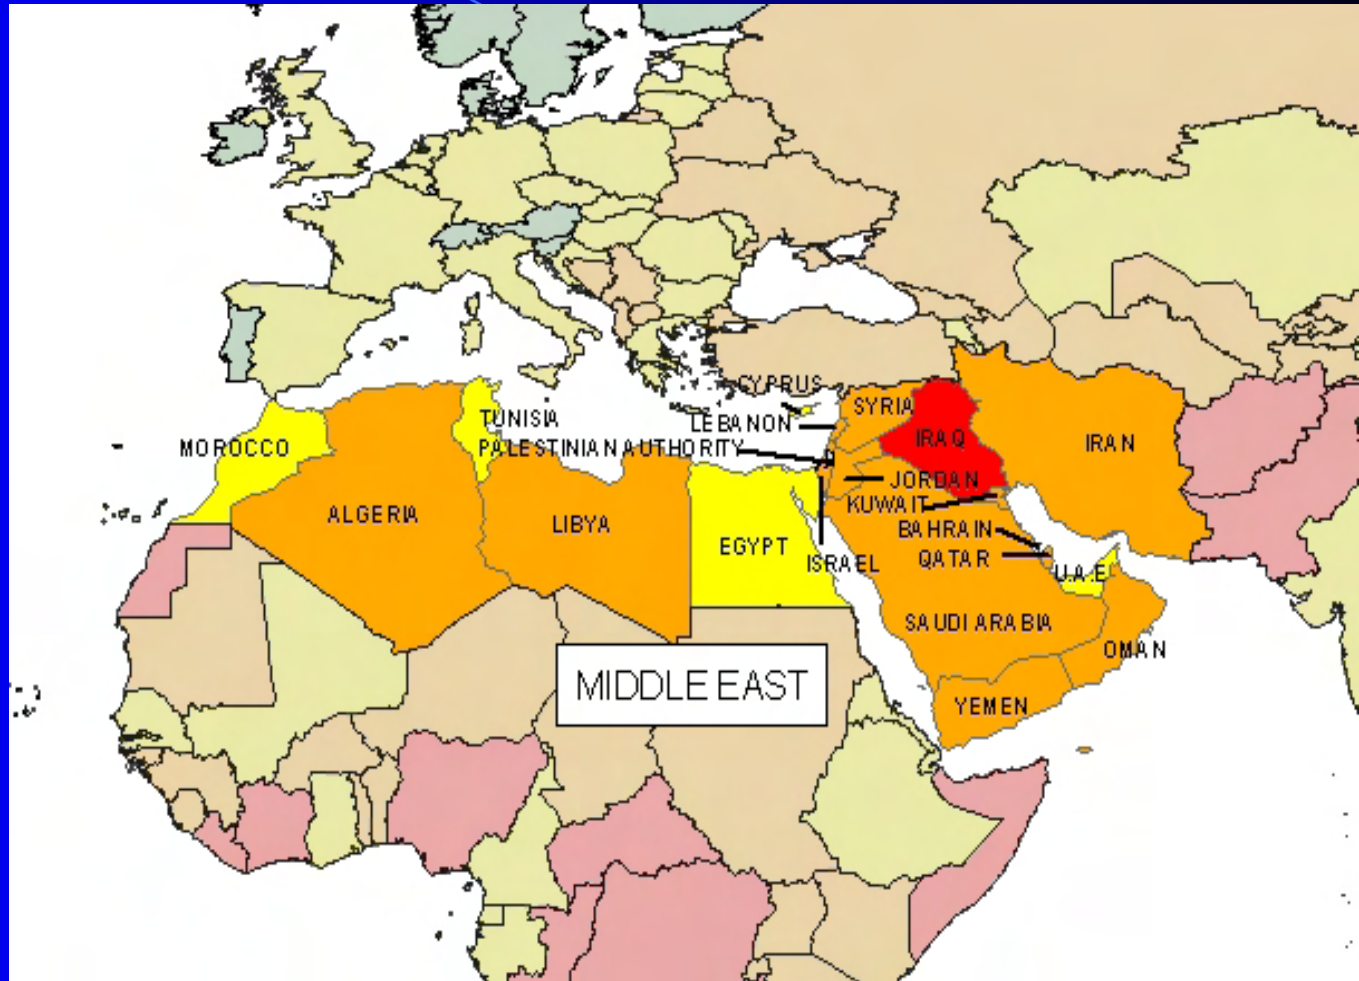 CYPRUS
SYRIA
TUNISIA
LEBANON
MOROCCO
PALESTINIAN AUTHORITY
IRAQ
IRAN
JORDAN
KUWAIT
ALGERIA
LIBYA
BAHRAIN
EGYPT
QATAR
ISRAEL
U.A.E
SAUDI ARABIA
OMAN
MIDDLE EAST
YEMEN